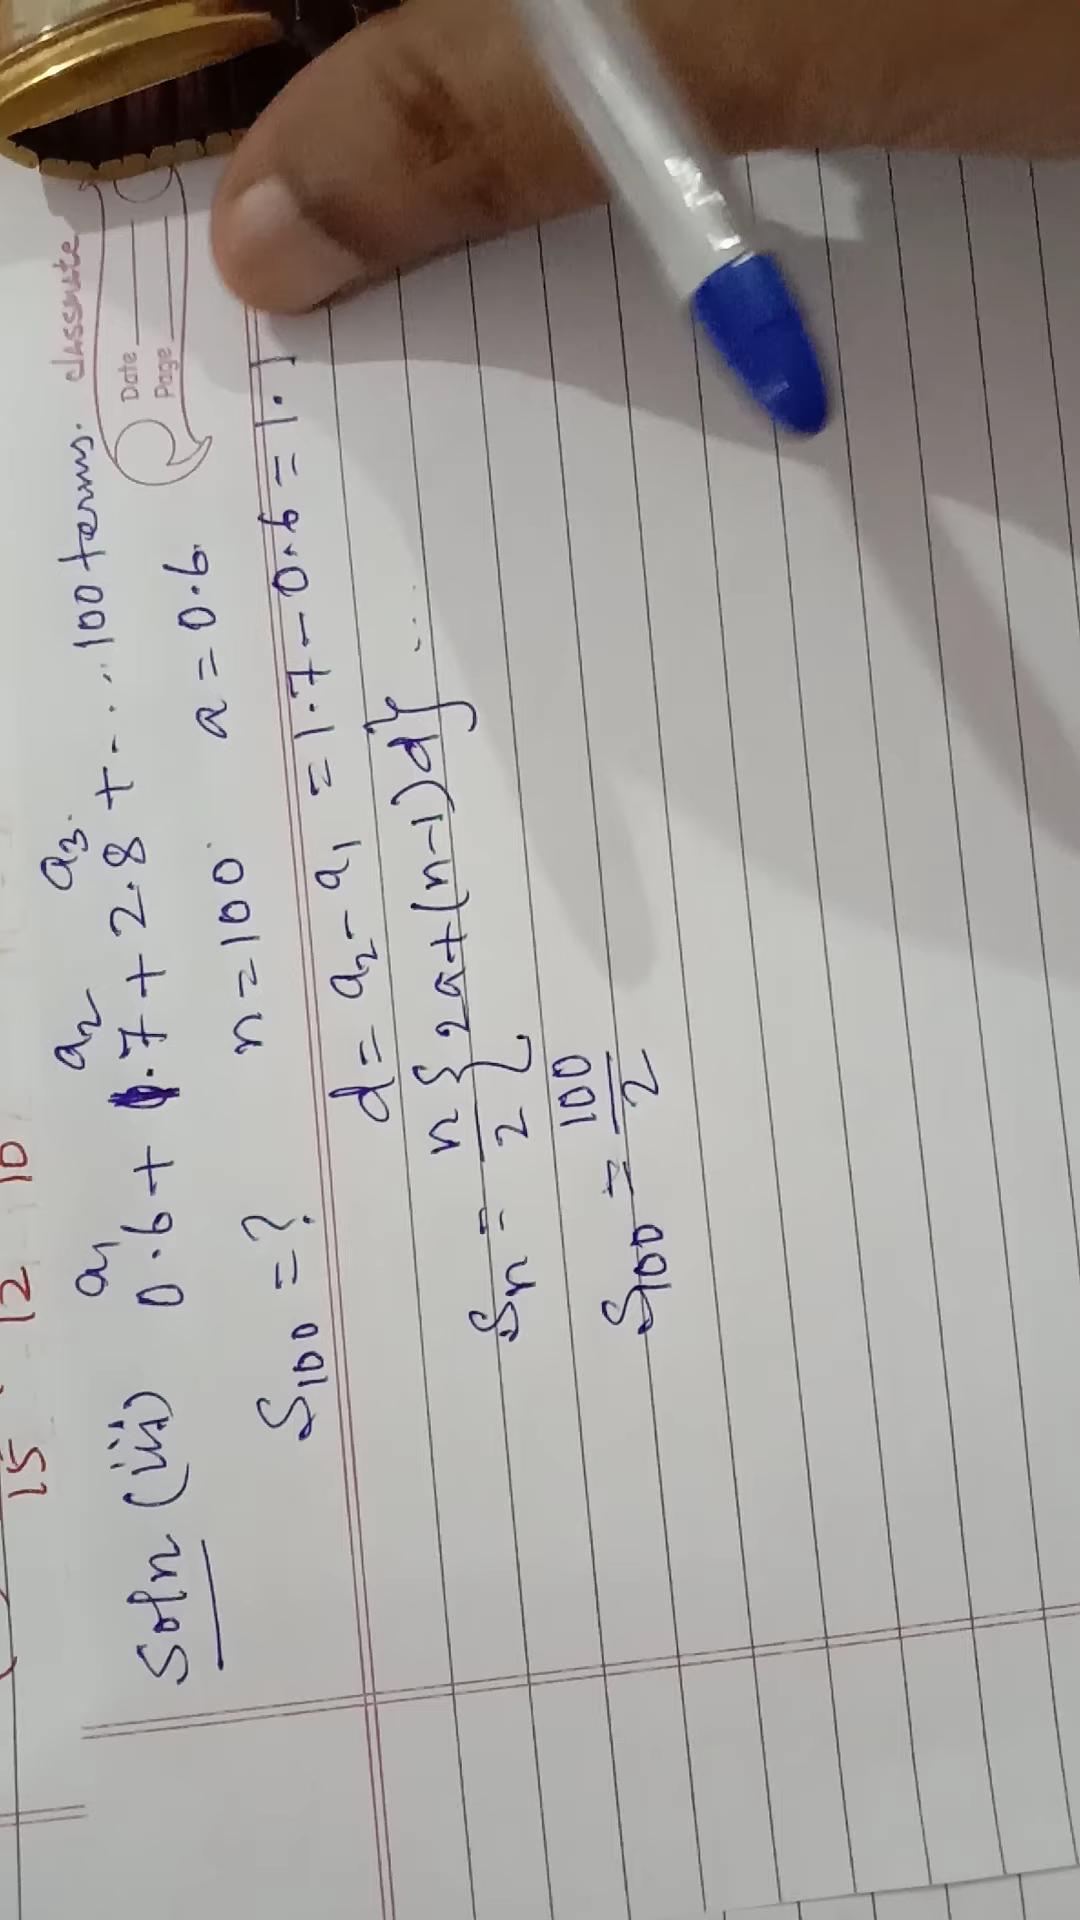 15 12 10
classmate
Date
Page
a1 a2 a3.
Soln (iii) 0.6 + 1.7 + 2.8 + .... 100 terms.
S100 = ? n = 100 a = 0.6
d = a2 - a1 = 1.7 - 0.6 = 1.1
Sn = n/2 { 2a + (n-1)d }
S100 = 100/2